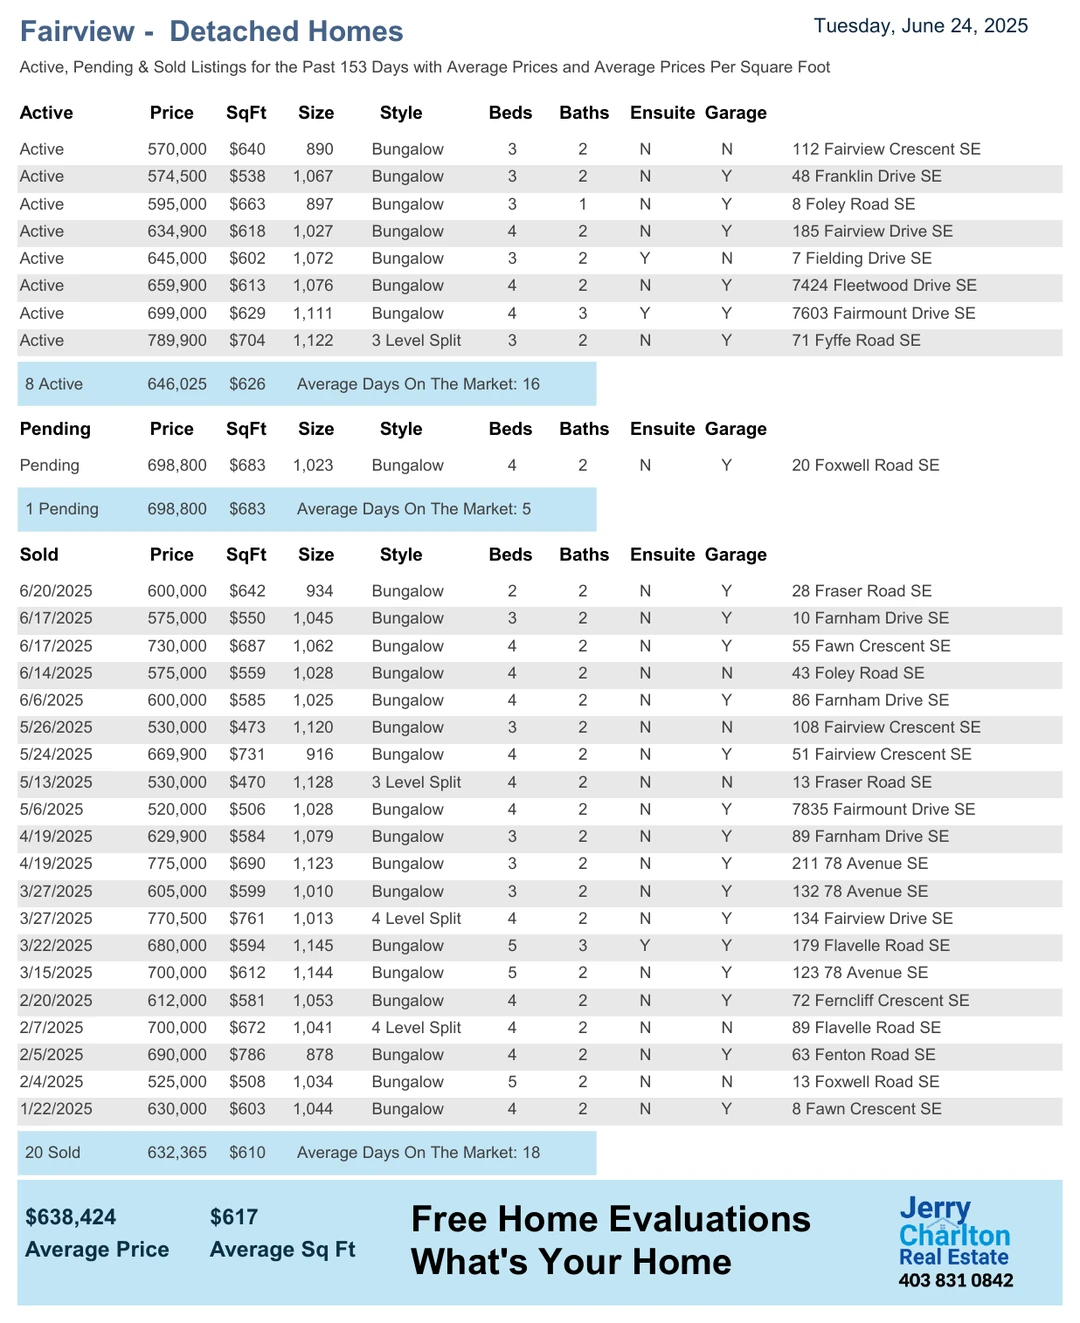 Fairview - Detached Homes
Tuesday, June 24, 2025
Active, Pending & Sold Listings for the Past 153 Days with Average Prices and Average Prices Per Square Foot
Active Price SqFt Size Style Beds Baths Ensuite Garage
Active 570,000 $640 890 Bungalow 3 2 N N 112 Fairview Crescent SE
Active 574,500 $538 1,067 Bungalow 3 2 N Y 48 Franklin Drive SE
Active 595,000 $663 897 Bungalow 3 1 N Y 8 Foley Road SE
Active 634,900 $618 1,027 Bungalow 4 2 N Y 185 Fairview Drive SE
Active 645,000 $602 1,072 Bungalow 3 2 Y N 7 Fielding Drive SE
Active 659,900 $613 1,076 Bungalow 4 2 N Y 7424 Fleetwood Drive SE
Active 699,000 $629 1,111 Bungalow 4 3 Y Y 7603 Fairmount Drive SE
Active 789,900 $704 1,122 3 Level Split 3 2 N Y 71 Fyffe Road SE
8 Active 646,025 $626 Average Days On The Market: 16
Pending Price SqFt Size Style Beds Baths Ensuite Garage
Pending 698,800 $683 1,023 Bungalow 4 2 N Y 20 Foxwell Road SE
1 Pending 698,800 $683 Average Days On The Market: 5
Sold Price SqFt Size Style Beds Baths Ensuite Garage
6/20/2025 600,000 $642 934 Bungalow 2 2 N Y 28 Fraser Road SE
6/17/2025 575,000 $550 1,045 Bungalow 3 2 N Y 10 Farnham Drive SE
6/17/2025 730,000 $687 1,062 Bungalow 4 2 N Y 55 Fawn Crescent SE
6/14/2025 575,000 $559 1,028 Bungalow 4 2 N N 43 Foley Road SE
6/6/2025 600,000 $585 1,025 Bungalow 4 2 N Y 86 Farnham Drive SE
5/26/2025 530,000 $473 1,120 Bungalow 3 2 N N 108 Fairview Crescent SE
5/24/2025 669,900 $731 916 Bungalow 4 2 N Y 51 Fairview Crescent SE
5/13/2025 530,000 $470 1,128 3 Level Split 4 2 N N 13 Fraser Road SE
5/6/2025 520,000 $506 1,028 Bungalow 4 2 N Y 7835 Fairmount Drive SE
4/19/2025 629,900 $584 1,079 Bungalow 3 2 N Y 89 Farnham Drive SE
4/19/2025 775,000 $690 1,123 Bungalow 3 2 N Y 211 78 Avenue SE
3/27/2025 605,000 $599 1,010 Bungalow 3 2 N Y 132 78 Avenue SE
3/27/2025 770,500 $761 1,013 4 Level Split 4 2 N Y 134 Fairview Drive SE
3/22/2025 680,000 $594 1,145 Bungalow 5 3 Y Y 179 Flavelle Road SE
3/15/2025 700,000 $612 1,144 Bungalow 5 2 N Y 123 78 Avenue SE
2/20/2025 612,000 $581 1,053 Bungalow 4 2 N Y 72 Ferncliff Crescent SE
2/7/2025 700,000 $672 1,041 4 Level Split 4 2 N N 89 Flavelle Road SE
2/5/2025 690,000 $786 878 Bungalow 4 2 N Y 63 Fenton Road SE
2/4/2025 525,000 $508 1,034 Bungalow 5 2 N N 13 Foxwell Road SE
1/22/2025 630,000 $603 1,044 Bungalow 4 2 N Y 8 Fawn Crescent SE
20 Sold 632,365 $610 Average Days On The Market: 18
$638,424 $617
Average Price Average Sq Ft
Free Home Evaluations
What's Your Home
Jerry
Charlton
Real Estate
403 831 0842